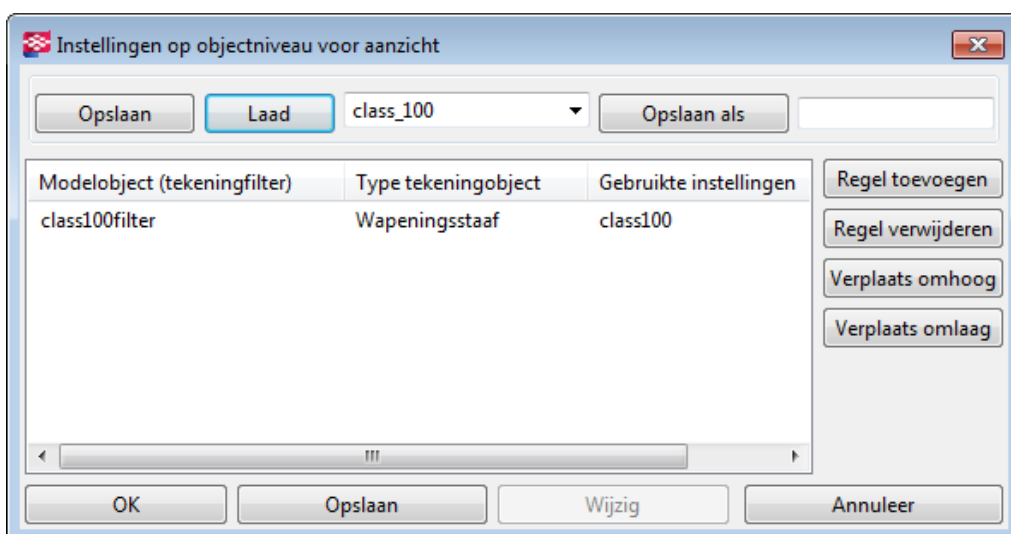 Instellingen op objectniveau voor aanzicht
Opslaan Laad class_100 Opslaan als
Modelobject (tekeningfilter) Type tekeningobject Gebruikte instellingen
class100filter Wapeningsstaaf class100
Regel toevoegen
Regel verwijderen
Verplaats omhoog
Verplaats omlaag
OK Opslaan Wijzig Annuleer